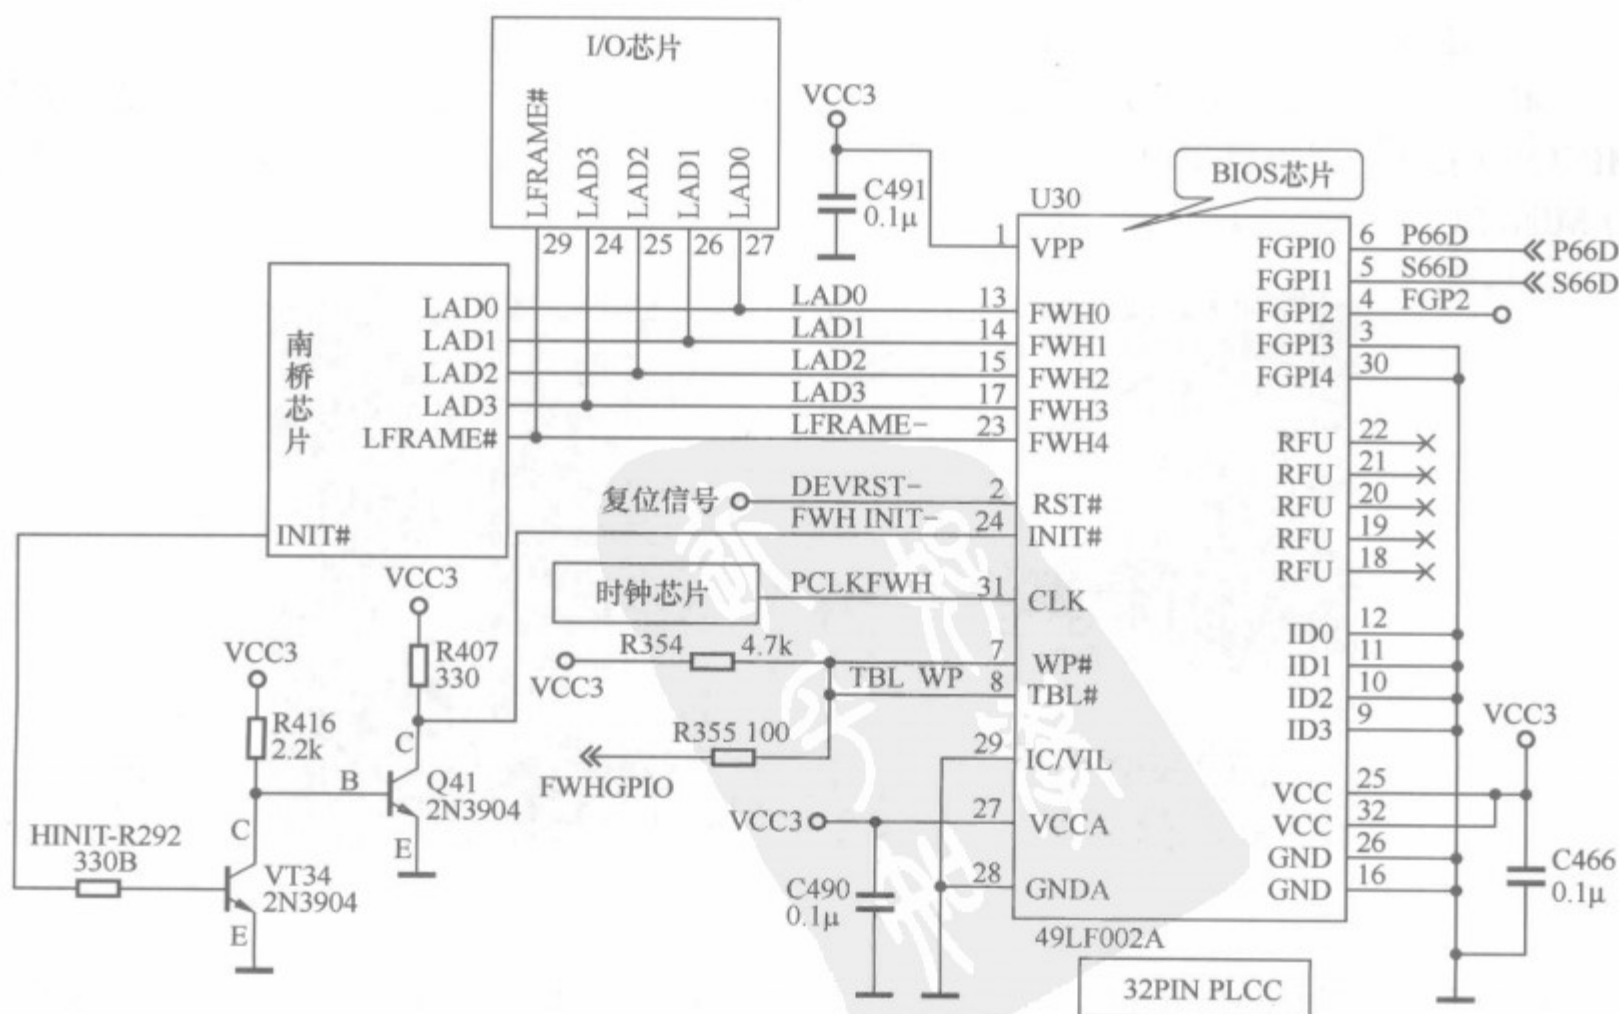 I/O芯片
LFRAME#
LAD3
LAD2
LAD1
LAD0
29
24
25
26
27
VCC3
C491
0.1μ
BIOS芯片
U30
1
VPP
FGPI0
6
P66D
P66D
FGPI1
5
S66D
S66D
FGPI2
4
FGP2
FGPI3
3
FGPI4
30
南桥芯片
LAD0
LAD0
13
FWH0
LAD1
LAD1
14
FWH1
LAD2
LAD2
15
FWH2
LAD3
LAD3
17
FWH3
LFRAME#
LFRAME-
23
FWH4
RFU
22
RFU
21
RFU
20
RFU
19
RFU
18
复位信号
DEVRST-
2
RST#
INIT#
FWH INIT-
24
INIT#
时钟芯片
PCLKFWH
31
CLK
VCC3
R407
330
VCC3
R416
2.2k
R354
4.7k
VCC3
7
WP#
TBL WP
8
TBL#
R355 100
FWHGPIO
29
IC/VIL
ID0
12
ID1
11
ID2
10
ID3
9
VCC3
C
B
Q41
2N3904
E
C
HINIT-R292
330B
VT34
2N3904
E
VCC3
27
VCCA
C490
0.1μ
28
GNDA
VCC
25
VCC
32
GND
26
GND
16
C466
0.1μ
49LF002A
32PIN PLCC